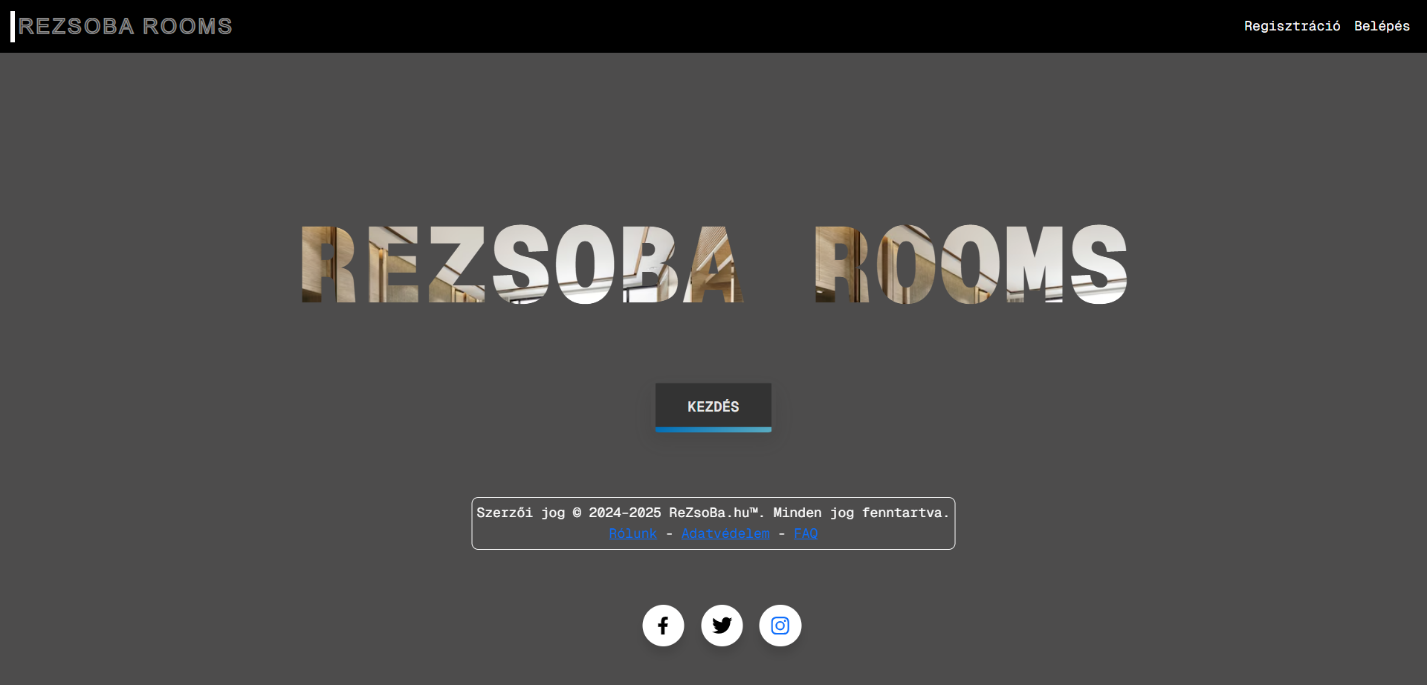 REZSOBA ROOMS
Regisztráció Belépés
REZSOBA ROOMS
KEZDÉS
Szerzői jog © 2024-2025 ReZsoBa.hu™. Minden jog fenntartva.
Rólunk - Adatvédelem - FAQ